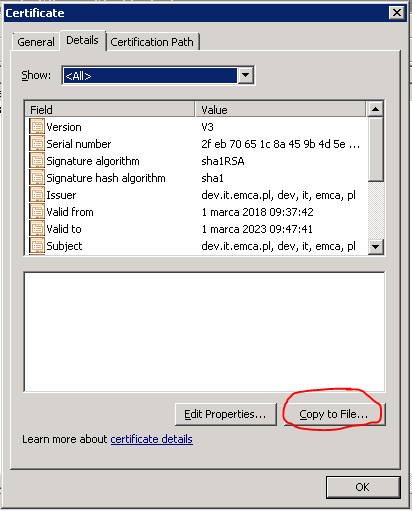 Certificate
General Details Certification Path
Show: <All>
Field Value
Version V3
Serial number 2f eb 70 65 1c 8a 45 9b 4d 5e ...
Signature algorithm sha1RSA
Signature hash algorithm sha1
Issuer dev.it.emca.pl, dev, it, emca, pl
Valid from 1 marca 2018 09:37:42
Valid to 1 marca 2023 09:47:41
Subject dev.it.emca.pl, dev, it, emca, pl
Edit Properties... Copy to File...
Learn more about certificate details
OK